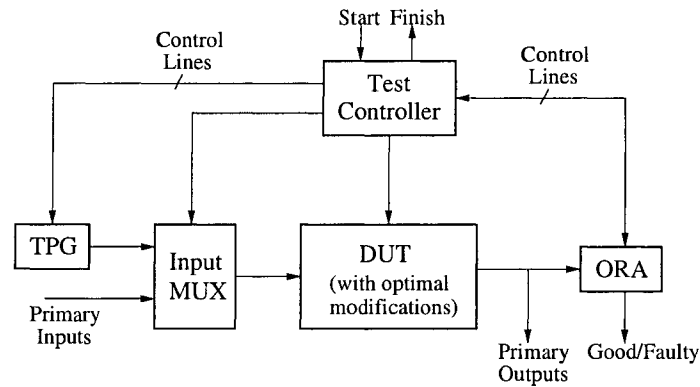 Start Finish
Control
Lines
Test
Controller
Control
Lines
TPG
Input
MUX
DUT
(with optimal
modifications)
ORA
Primary
Inputs
Primary
Outputs
Good/Faulty